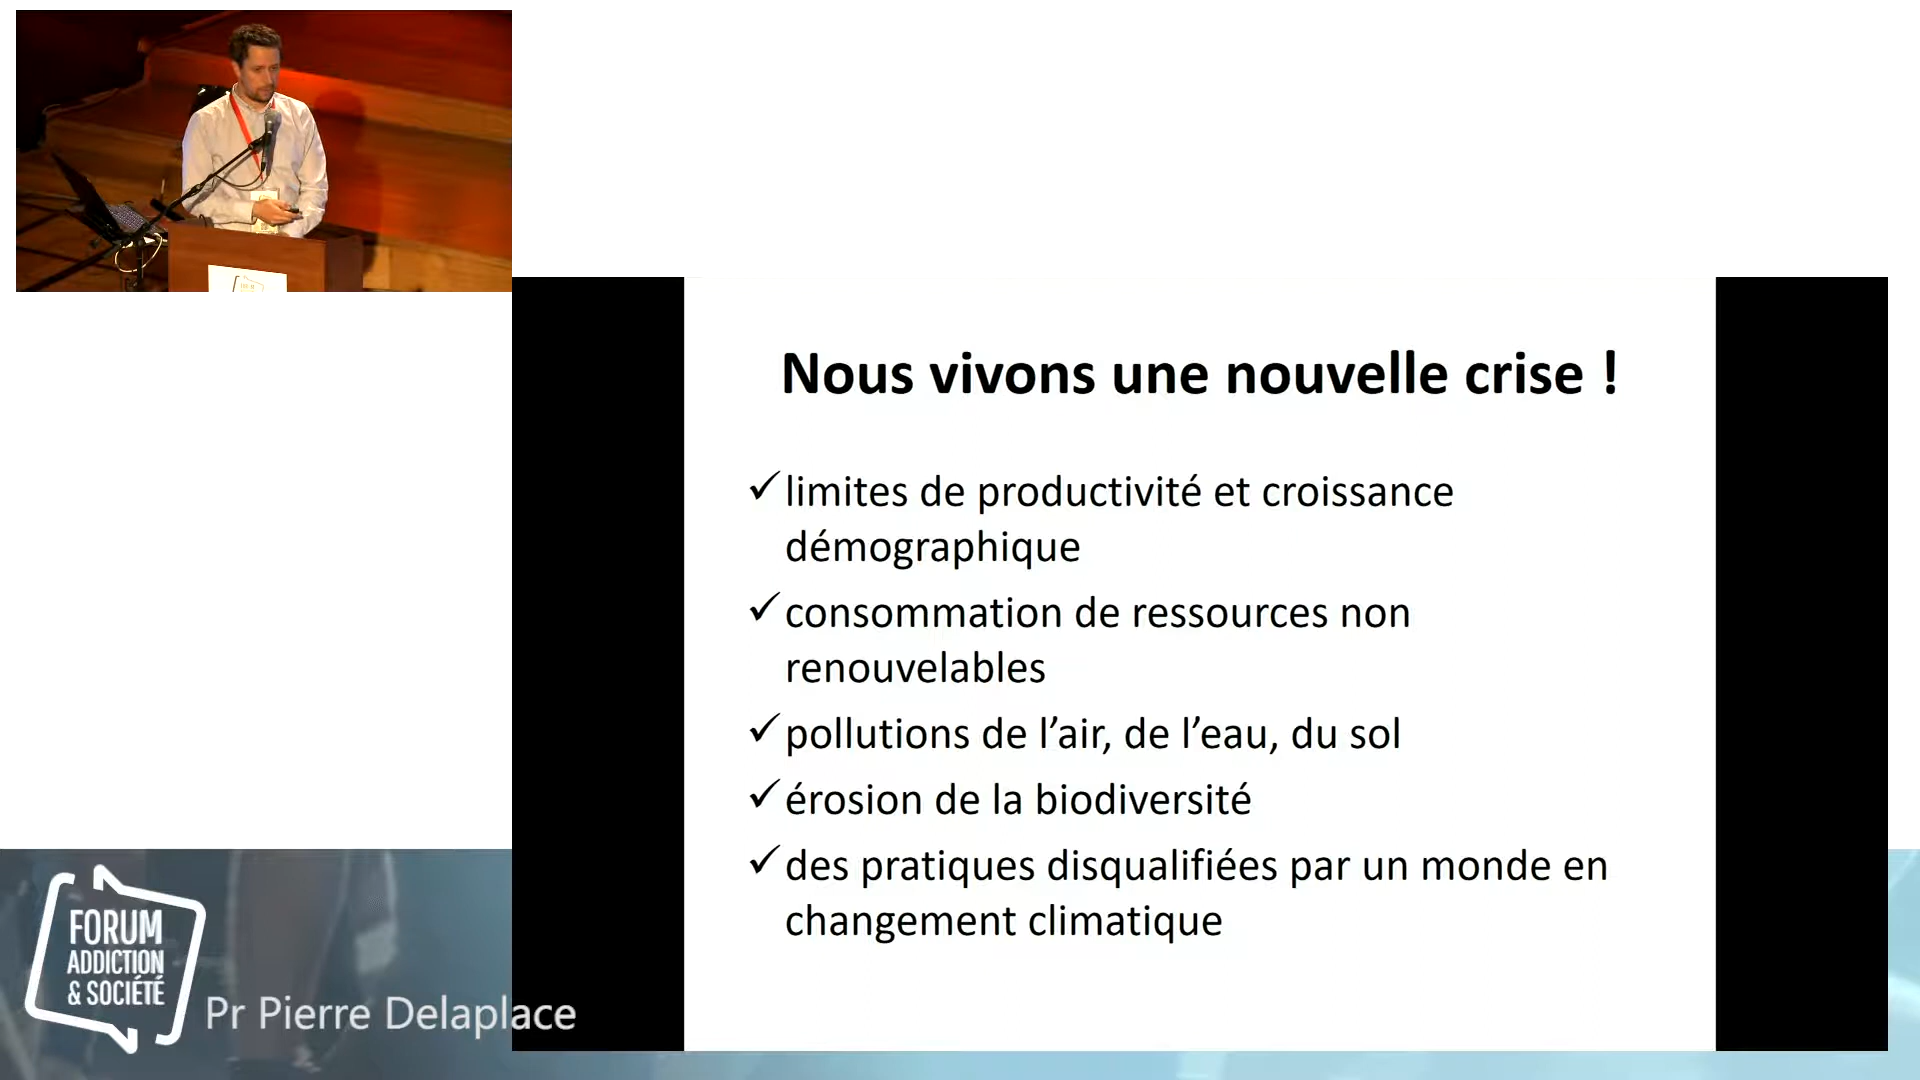 Nous vivons une nouvelle crise !
✓limites de productivité et croissance
démographique
✓consommation de ressources non
renouvelables
✓pollutions de l’air, de l’eau, du sol
✓érosion de la biodiversité
✓des pratiques disqualifiées par un monde en
changement climatique
FORUM
ADDICTION
& SOCIÉTÉ
Pr Pierre Delaplace